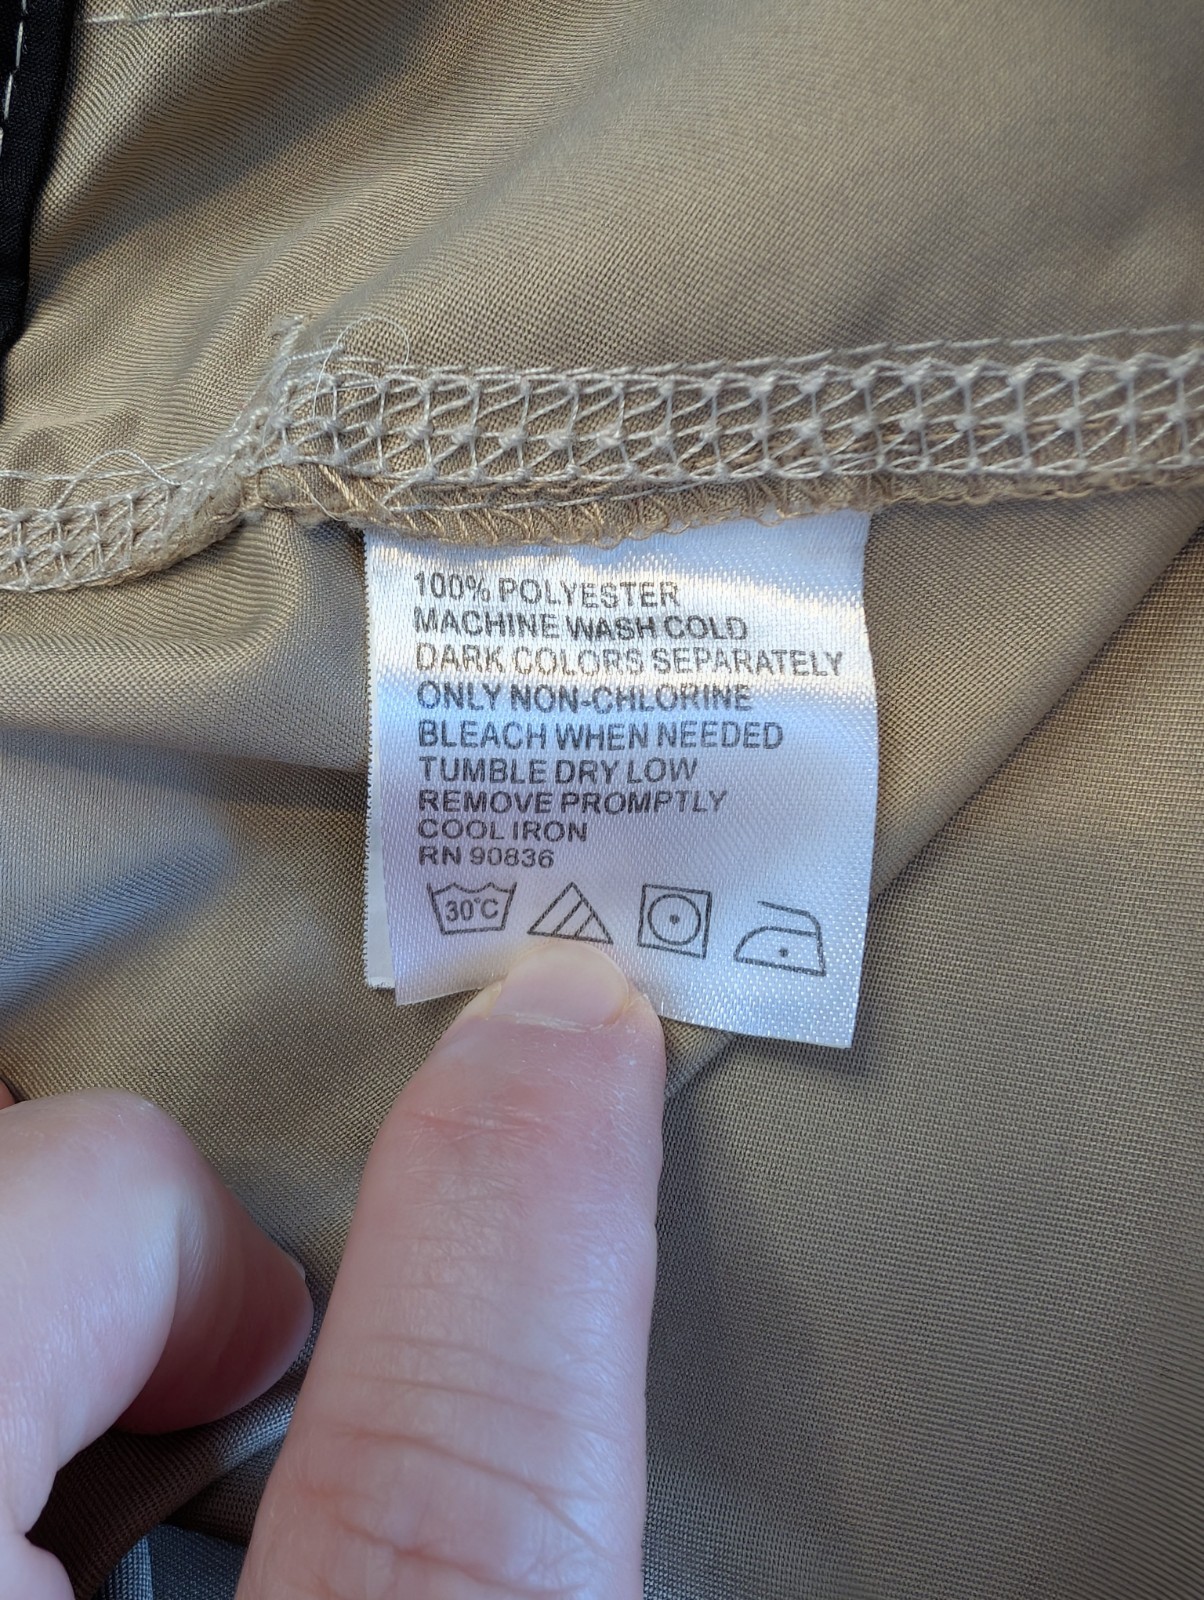 100% POLYESTER
MACHINE WASH COLD
DARK COLORS SEPARATELY
ONLY NON-CHLORINE
BLEACH WHEN NEEDED
TUMBLE DRY LOW
REMOVE PROMPTLY
COOL IRON
RN 90836
30°C